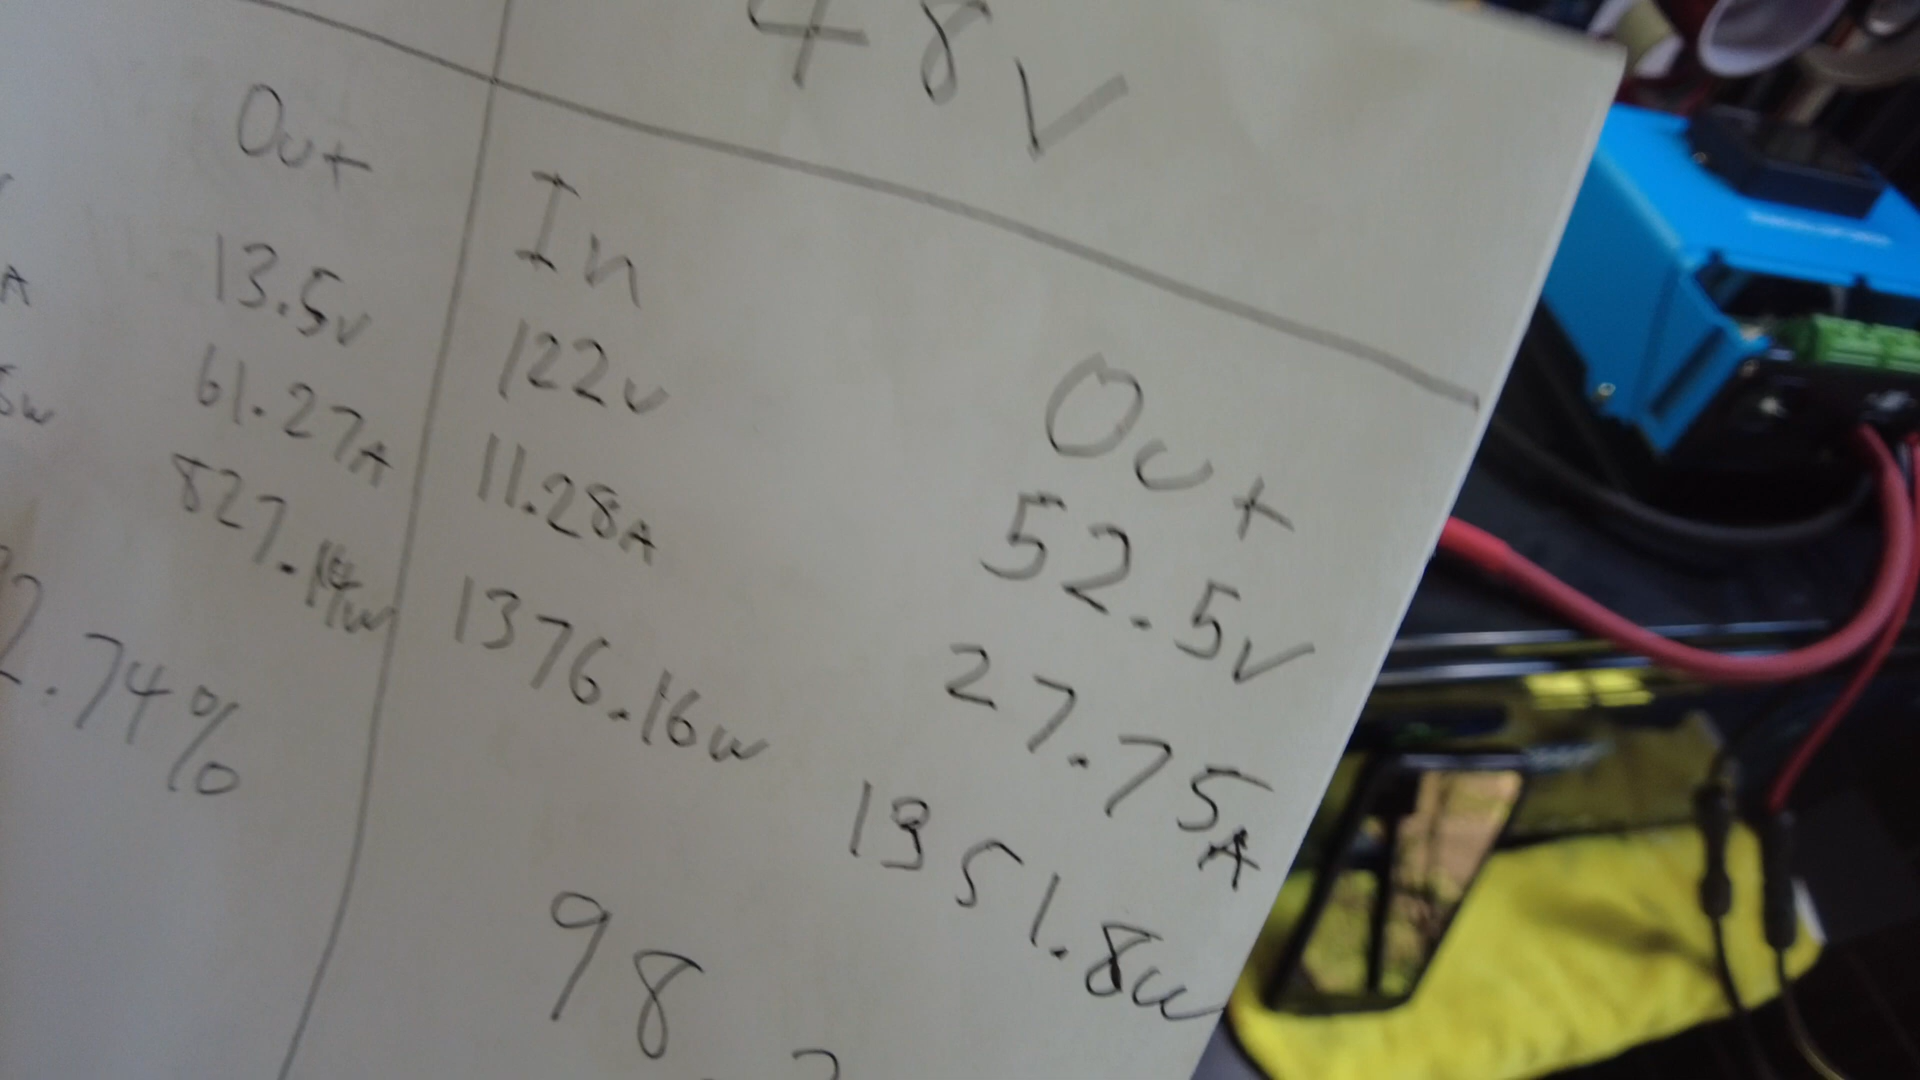 48V
Out
13.5v
61.27A
827.14w
2.74%
In
122v
11.28A
1376.16w
Out
52.5v
27.75A
1351.8w
98